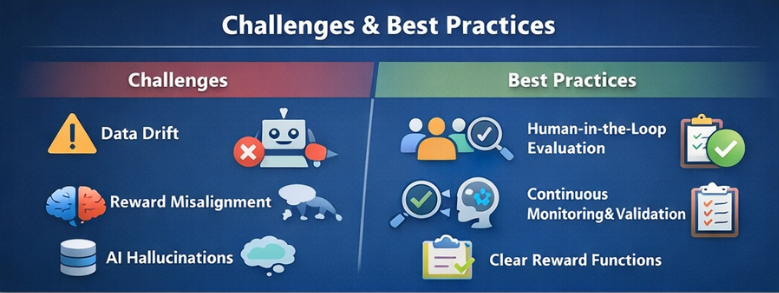 Challenges & Best Practices
Challenges
Data Drift
Reward Misalignment
AI Hallucinations
Best Practices
Human-in-the-Loop
Evaluation
Continuous
Monitoring&Validation
Clear Reward Functions